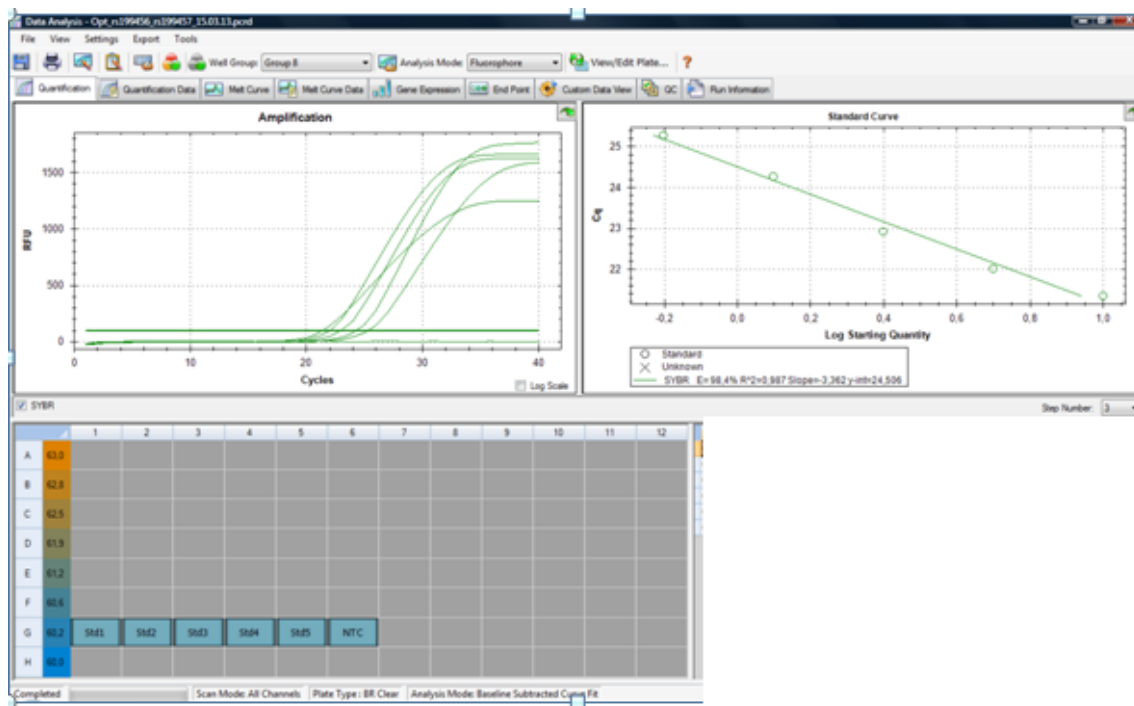 Data Analysis - Opt_rs199456_rs199457_15.03.13.pcrd
File View Settings Export Tools
Well Group: Group 8 Analysis Mode: Fluorophore View/Edit Plate... ?
Quantification Quantification Data Melt Curve Melt Curve Data Gene Expression End Point Custom Data View QC Run Information
Amplification
1500
1000
500
0
RFU
0 10 20 30 40
Cycles
Log Scale
Standard Curve
25
24
23
22
Cq
-0,2 0,0 0,2 0,4 0,6 0,8 1,0
Log Starting Quantity
Standard
Unknown
SYBR E= 98,4% R^2=0,987 Slope=-3,362 y-int=24,506
SYBR
Step Number: 3
1 2 3 4 5 6 7 8 9 10 11 12
A 63,0
B 62,8
C 62,5
D 61,9
E 61,2
F 60,6
G 60,2 Std1 Std2 Std3 Std4 Std5 NTC
H 60,0
Completed Scan Mode: All Channels Plate Type : BR Clear Analysis Mode: Baseline Subtracted Curve Fit